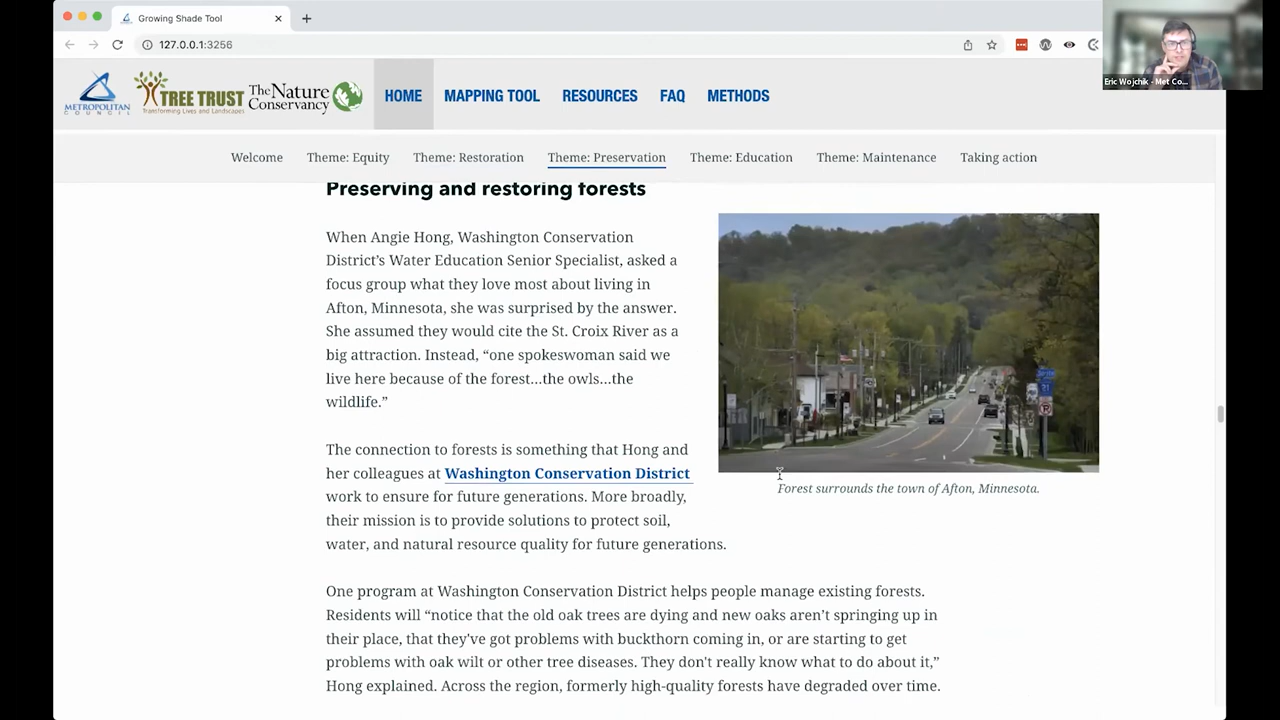 Growing Shade Tool
127.0.0.1:3256
Eric Wojchik - Met Co...
METROPOLITAN
COUNCIL
TREE TRUST
Transforming Lives and Landscapes
The Nature
Conservancy
HOME
MAPPING TOOL
RESOURCES
FAQ
METHODS
Welcome
Theme: Equity
Theme: Restoration
Theme: Preservation
Theme: Education
Theme: Maintenance
Taking action
Preserving and restoring forests
When Angie Hong, Washington Conservation
District's Water Education Senior Specialist, asked a
focus group what they love most about living in
Afton, Minnesota, she was surprised by the answer.
She assumed they would cite the St. Croix River as a
big attraction. Instead, “one spokeswoman said we
live here because of the forest…the owls…the
wildlife.”
Forest surrounds the town of Afton, Minnesota.
The connection to forests is something that Hong and
her colleagues at Washington Conservation District
work to ensure for future generations. More broadly,
their mission is to provide solutions to protect soil,
water, and natural resource quality for future generations.
One program at Washington Conservation District helps people manage existing forests.
Residents will “notice that the old oak trees are dying and new oaks aren’t springing up in
their place, that they've got problems with buckthorn coming in, or are starting to get
problems with oak wilt or other tree diseases. They don't really know what to do about it,”
Hong explained. Across the region, formerly high-quality forests have degraded over time.